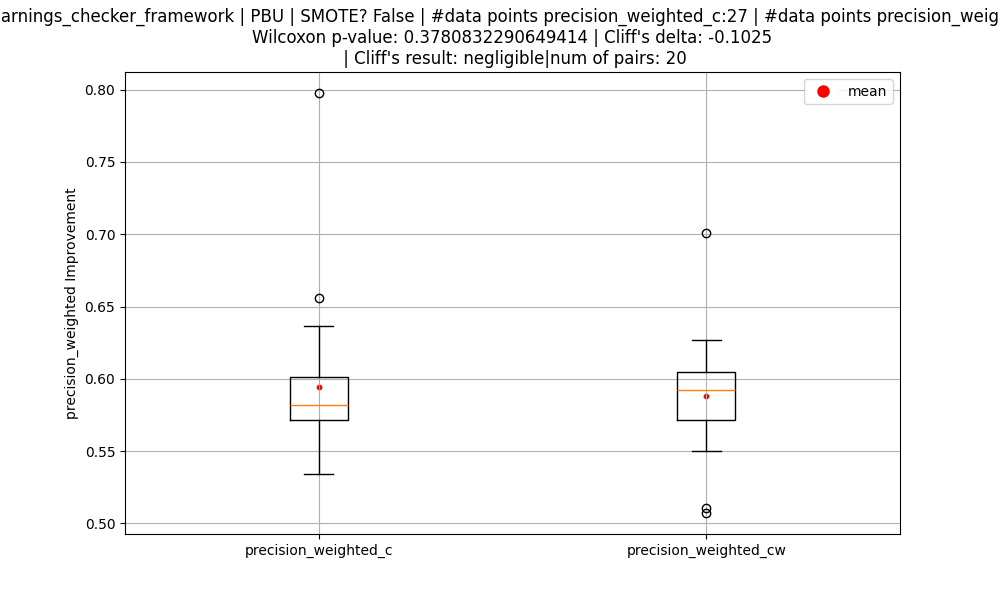 arnings_checker_framework | PBU | SMOTE? False | #data points precision_weighted_c:27 | #data points precision_weig
Wilcoxon p-value: 0.3780832290649414 | Cliff's delta: -0.1025
| Cliff's result: negligible|num of pairs: 20
mean
0.80
0.75
0.70
0.65
0.60
0.55
0.50
precision_weighted Improvement
precision_weighted_c
precision_weighted_cw